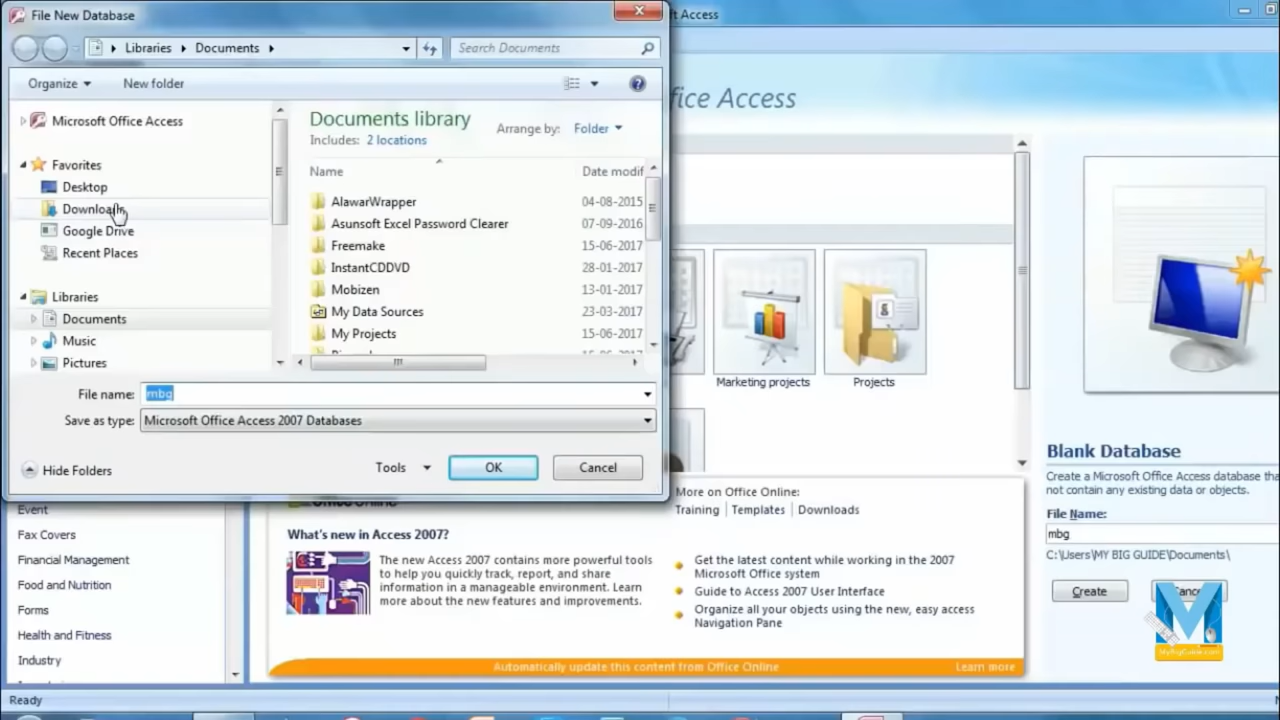 File New Database
Libraries
Documents
Search Documents
Organize
New folder
Microsoft Office Access
Favorites
Desktop
Google Drive
Recent Places
Libraries
Documents
Music
Pictures
Documents library
Includes: 2 locations
Arrange by:
Folder
Name
Date modif
AlawarWrapper
04-08-2015
Asunsoft Excel Password Clearer
07-09-2016
Freemake
15-06-2017
InstantCDDVD
28-01-2017
Mobizen
13-01-2017
My Data Sources
23-03-2017
My Projects
15-06-2017
File name:
mbg
Save as type:
Microsoft Office Access 2007 Databases
Hide Folders
Tools
OK
Cancel
ft Access
fice Access
Marketing projects
Projects
Blank Database
Create a Microsoft Office Access database tha
not contain any existing data or objects.
File Name:
mbg
C:\Users\MY BIG GUIDE\Documents\
Create
MyBigGuide.com
Event
Fax Covers
Financial Management
Food and Nutrition
Forms
Health and Fitness
Industry
More on Office Online:
Training | Templates | Downloads
What's new in Access 2007?
The new Access 2007 contains more powerful tools
to help you quickly track, report, and share
information in a manageable environment. Learn
more about the new features and improvements.
Get the latest content while working in the 2007
Microsoft Office system
Guide to Access 2007 User Interface
Organize all your objects using the new, easy access
Navigation Pane
Automatically update this content from Office Online
Learn more
Ready